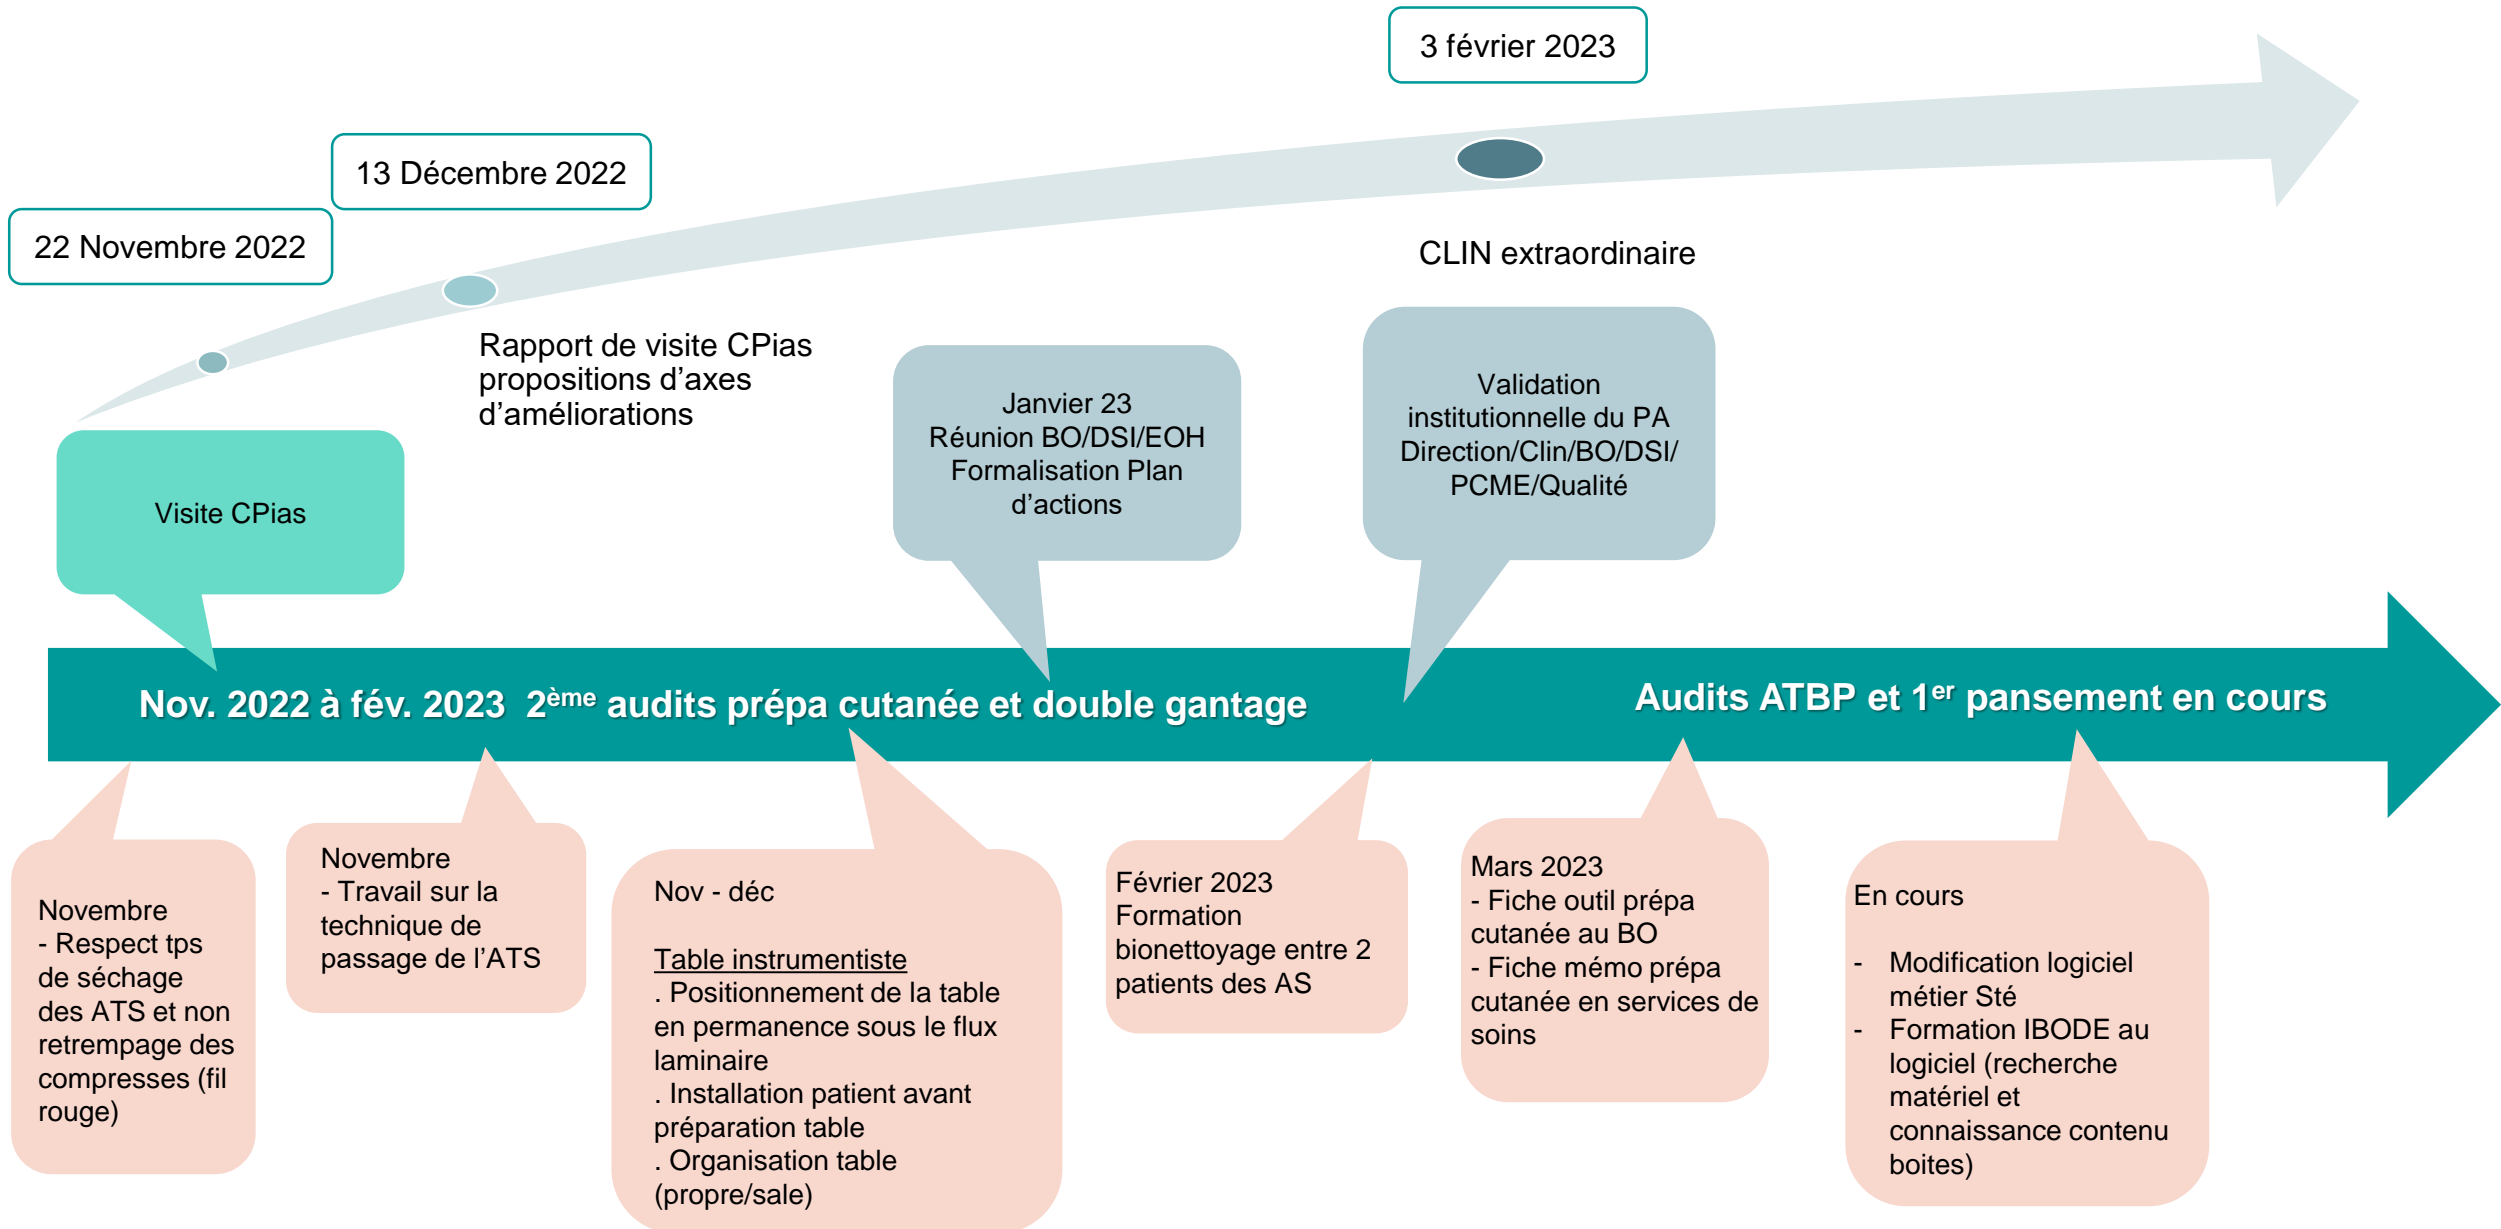 3 février 2023
13 Décembre 2022
22 Novembre 2022
CLIN extraordinaire
Rapport de visite CPias
propositions d’axes
d’améliorations
Visite CPias
Janvier 23
Réunion BO/DSI/EOH
Formalisation Plan
d’actions
Validation
institutionnelle du PA
Direction/Clin/BO/DSI/
PCME/Qualité
Nov. 2022 à fév. 2023  2ème audits prépa cutanée et double gantage
Audits ATBP et 1er pansement en cours
Novembre
- Respect tps
de séchage
des ATS et non
retrempage des
compresses (fil
rouge)
Novembre
- Travail sur la
technique de
passage de l’ATS
Nov - déc
Table instrumentiste
. Positionnement de la table
en permanence sous le flux
laminaire
. Installation patient avant
préparation table
. Organisation table
(propre/sale)
Février 2023
Formation
bionettoyage entre 2
patients des AS
Mars 2023
- Fiche outil prépa
cutanée au BO
- Fiche mémo prépa
cutanée en services de
soins
En cours
- Modification logiciel
métier Sté
- Formation IBODE au
logiciel (recherche
matériel et
connaissance contenu
boites)